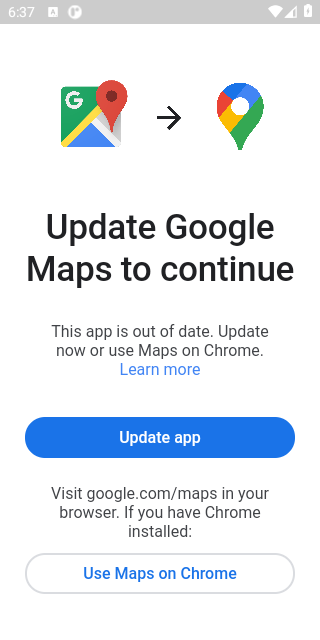 6:37
G
Update Google
Maps to continue
This app is out of date. Update
now or use Maps on Chrome.
Learn more
Update app
Visit google.com/maps in your
browser. If you have Chrome
installed:
Use Maps on Chrome